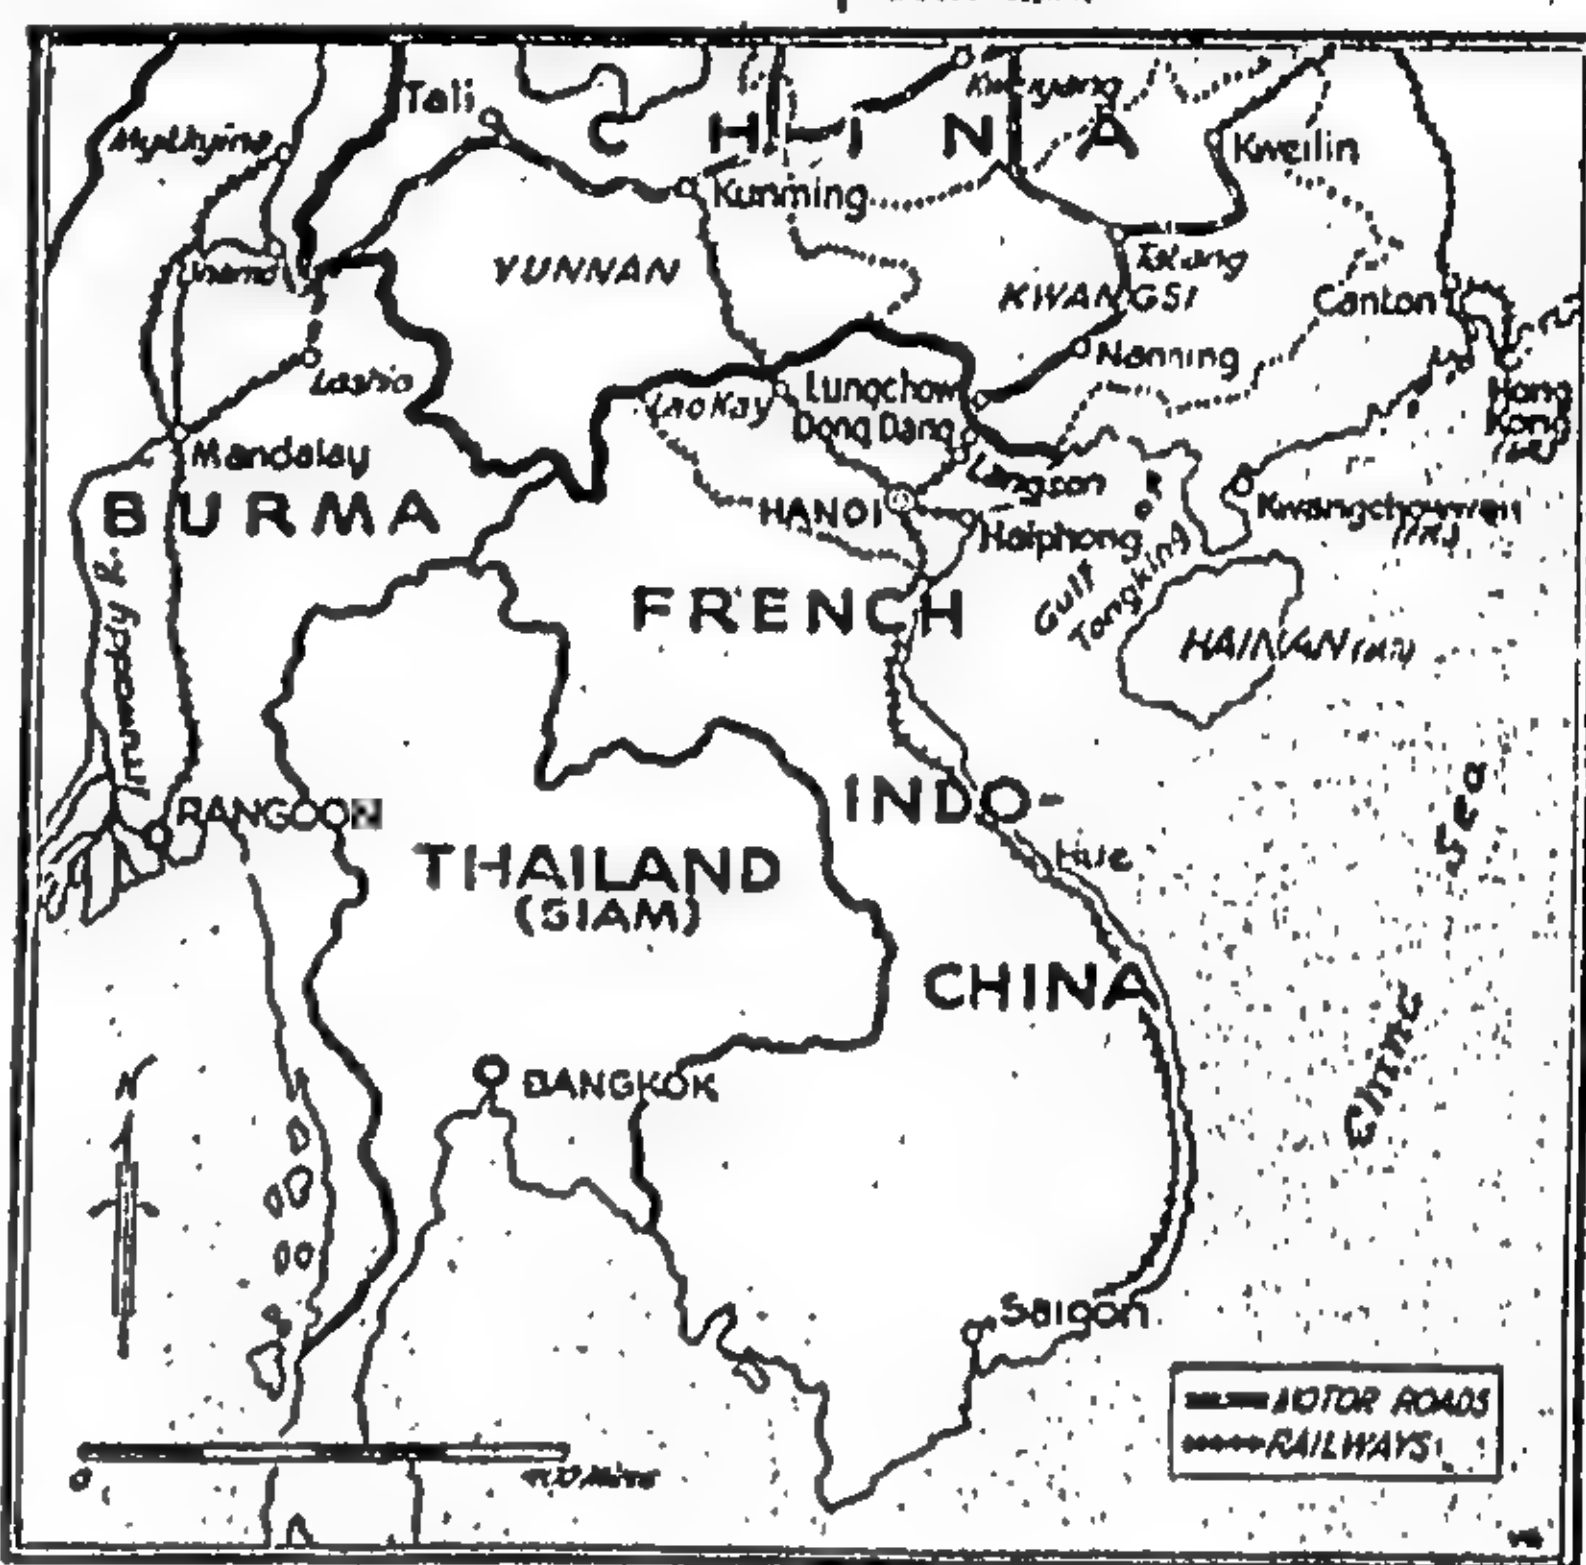 Tali
CHINA
Kweilin
Kunming
YUNNAN
KWANGSI
Canton
Nanning
Lashio
Lao Kay
Lungchow
Dong Dang
Hong
Kong
Mandalay
BURMA
Langson
HANOI
Haiphong
Gulf
of
Tongking
FRENCH
HAINAN
Irrawaddy R.
INDO-
RANGOON
Hue
THAILAND
(SIAM)
CHINA
China Sea
BANGKOK
N
Saigon
MOTOR ROADS
RAILWAYS
0